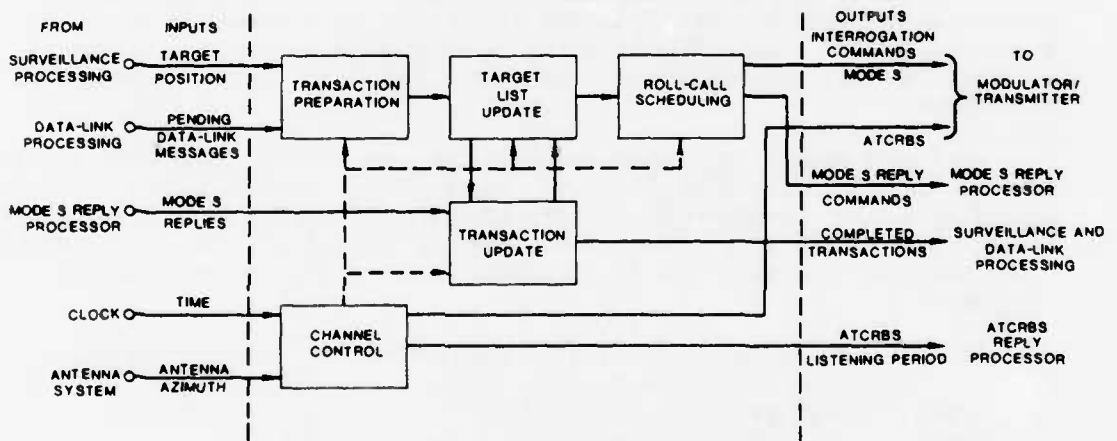 FROM
INPUTS
OUTPUTS
SURVEILLANCE
PROCESSING
TARGET
POSITION
TRANSACTION
PREPARATION
TARGET
LIST
UPDATE
ROLL-CALL
SCHEDULING
INTERROGATION
COMMANDS
MODE S
TO
MODULATOR/
TRANSMITTER
DATA-LINK
PROCESSING
PENDING
DATA-LINK
MESSAGES
ATCRBS
MODE S REPLY
PROCESSOR
MODE S
REPLIES
TRANSACTION
UPDATE
MODE S REPLY
COMMANDS
MODE S REPLY
PROCESSOR
COMPLETED
TRANSACTIONS
SURVEILLANCE AND
DATA-LINK
PROCESSING
CLOCK
TIME
CHANNEL
CONTROL
ANTENNA
SYSTEM
ANTENNA
AZIMUTH
ATCRBS
LISTENING PERIOD
ATCRBS
REPLY
PROCESSOR